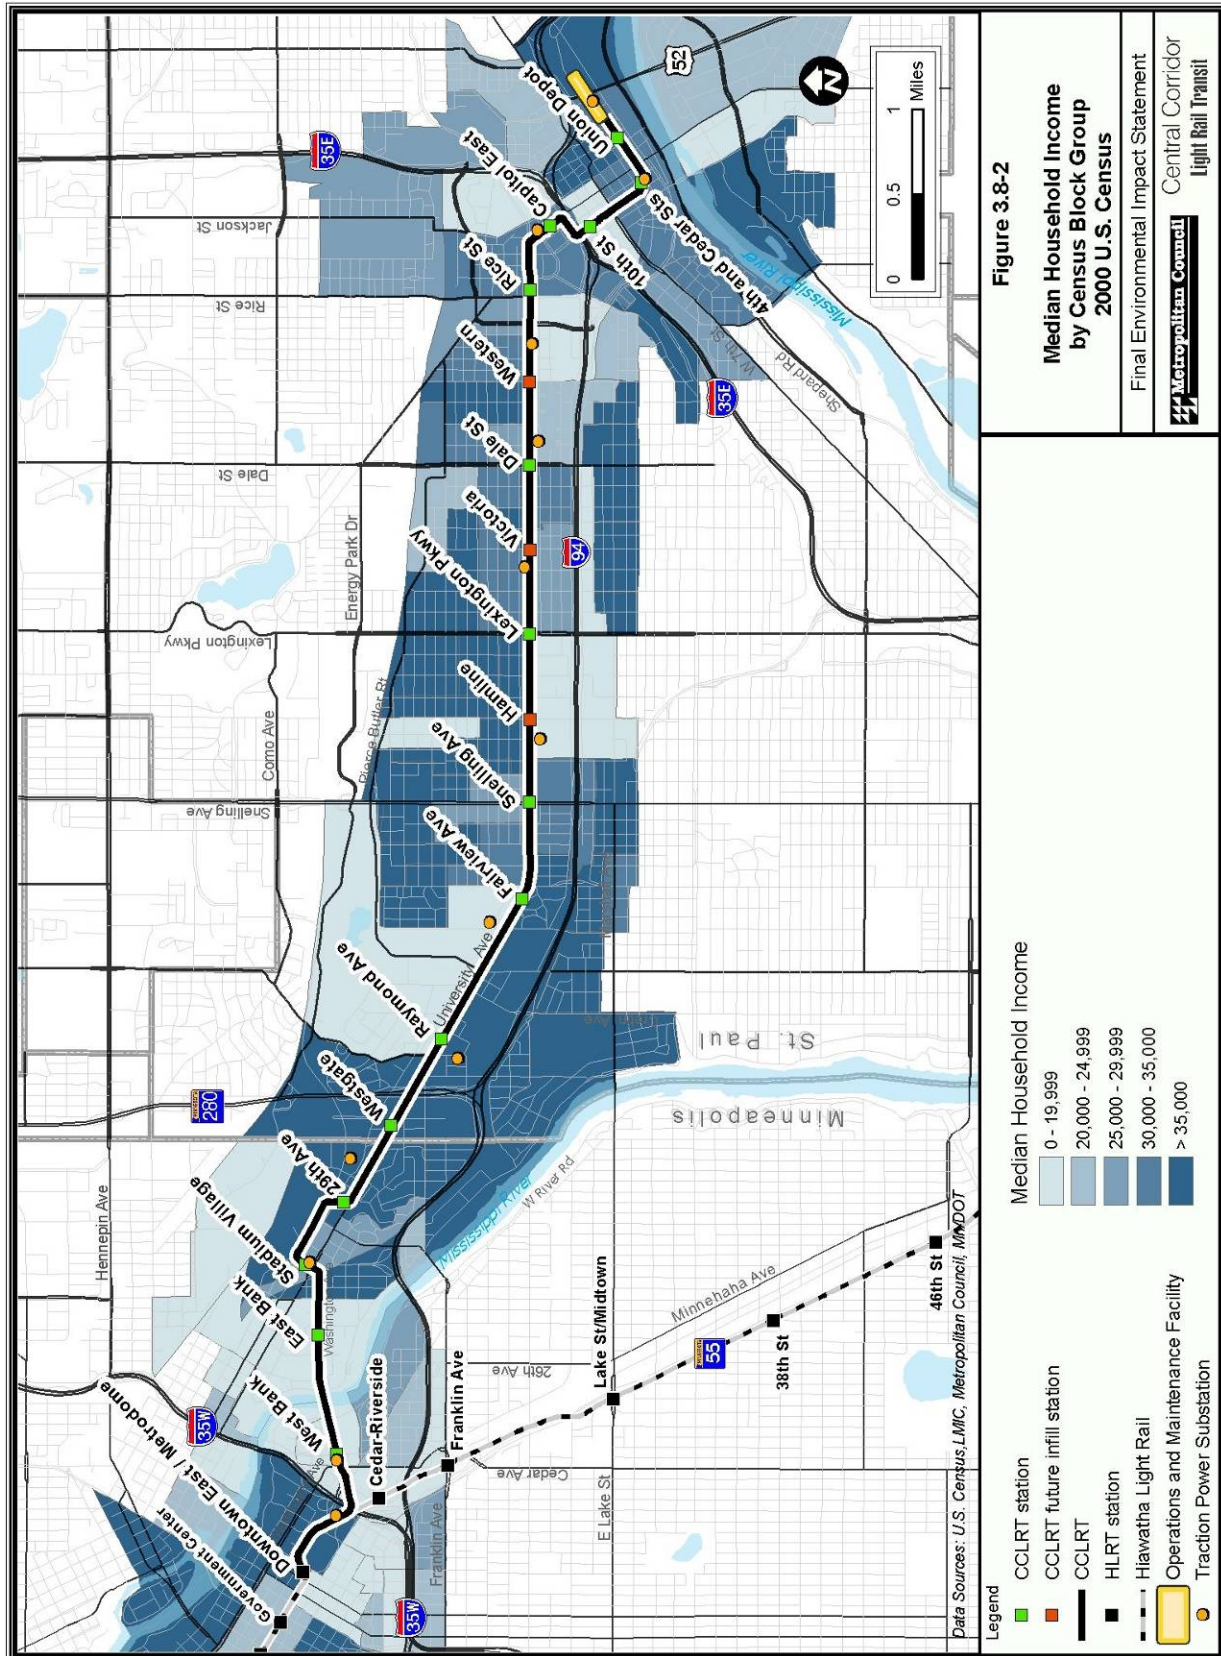 Hennepin Ave
Como Ave
Energy Park Dr
Pierce Butler Rt
Snelling Ave
Lexington Pkwy
Dale St
Rice St
Jackson St
35E
280
35W
Government Center
Downtown East / Metrodome
West Bank
East Bank
Stadium Village
29th Ave
Westgate
Raymond Ave
Fairview Ave
Snelling Ave
Hamline
Lexington Pkwy
Victoria
Dale St
Western
Rice St
Capitol East
10th St
4th and Cedar Sts
Union Depot
52
N
University Ave
94
35W
Cedar-Riverside
Franklin Ave
Franklin Ave
Cedar Ave
26th Ave
Lake St/Midtown
E Lake St
Mississippi River
W River Rd
Minnehaha Ave
55
38th St
46th St
Minneapolis
St. Paul
W 7th St
Shepard Rd
35E
Mississippi River
0 0.5 1
Miles
Data Sources: U.S. Census, LMIC, Metropolitan Council, MnDOT
Legend
CCLRT station
CCLRT future infill station
CCLRT
HLRT station
Hiawatha Light Rail
Operations and Maintenance Facility
Traction Power Substation
Median Household Income
0 - 19,999
20,000 - 24,999
25,000 - 29,999
30,000 - 35,000
> 35,000
Figure 3.8-2
Median Household Income
by Census Block Group
2000 U.S. Census
Final Environmental Impact Statement
Metropolitan Council
Central Corridor
Light Rail Transit